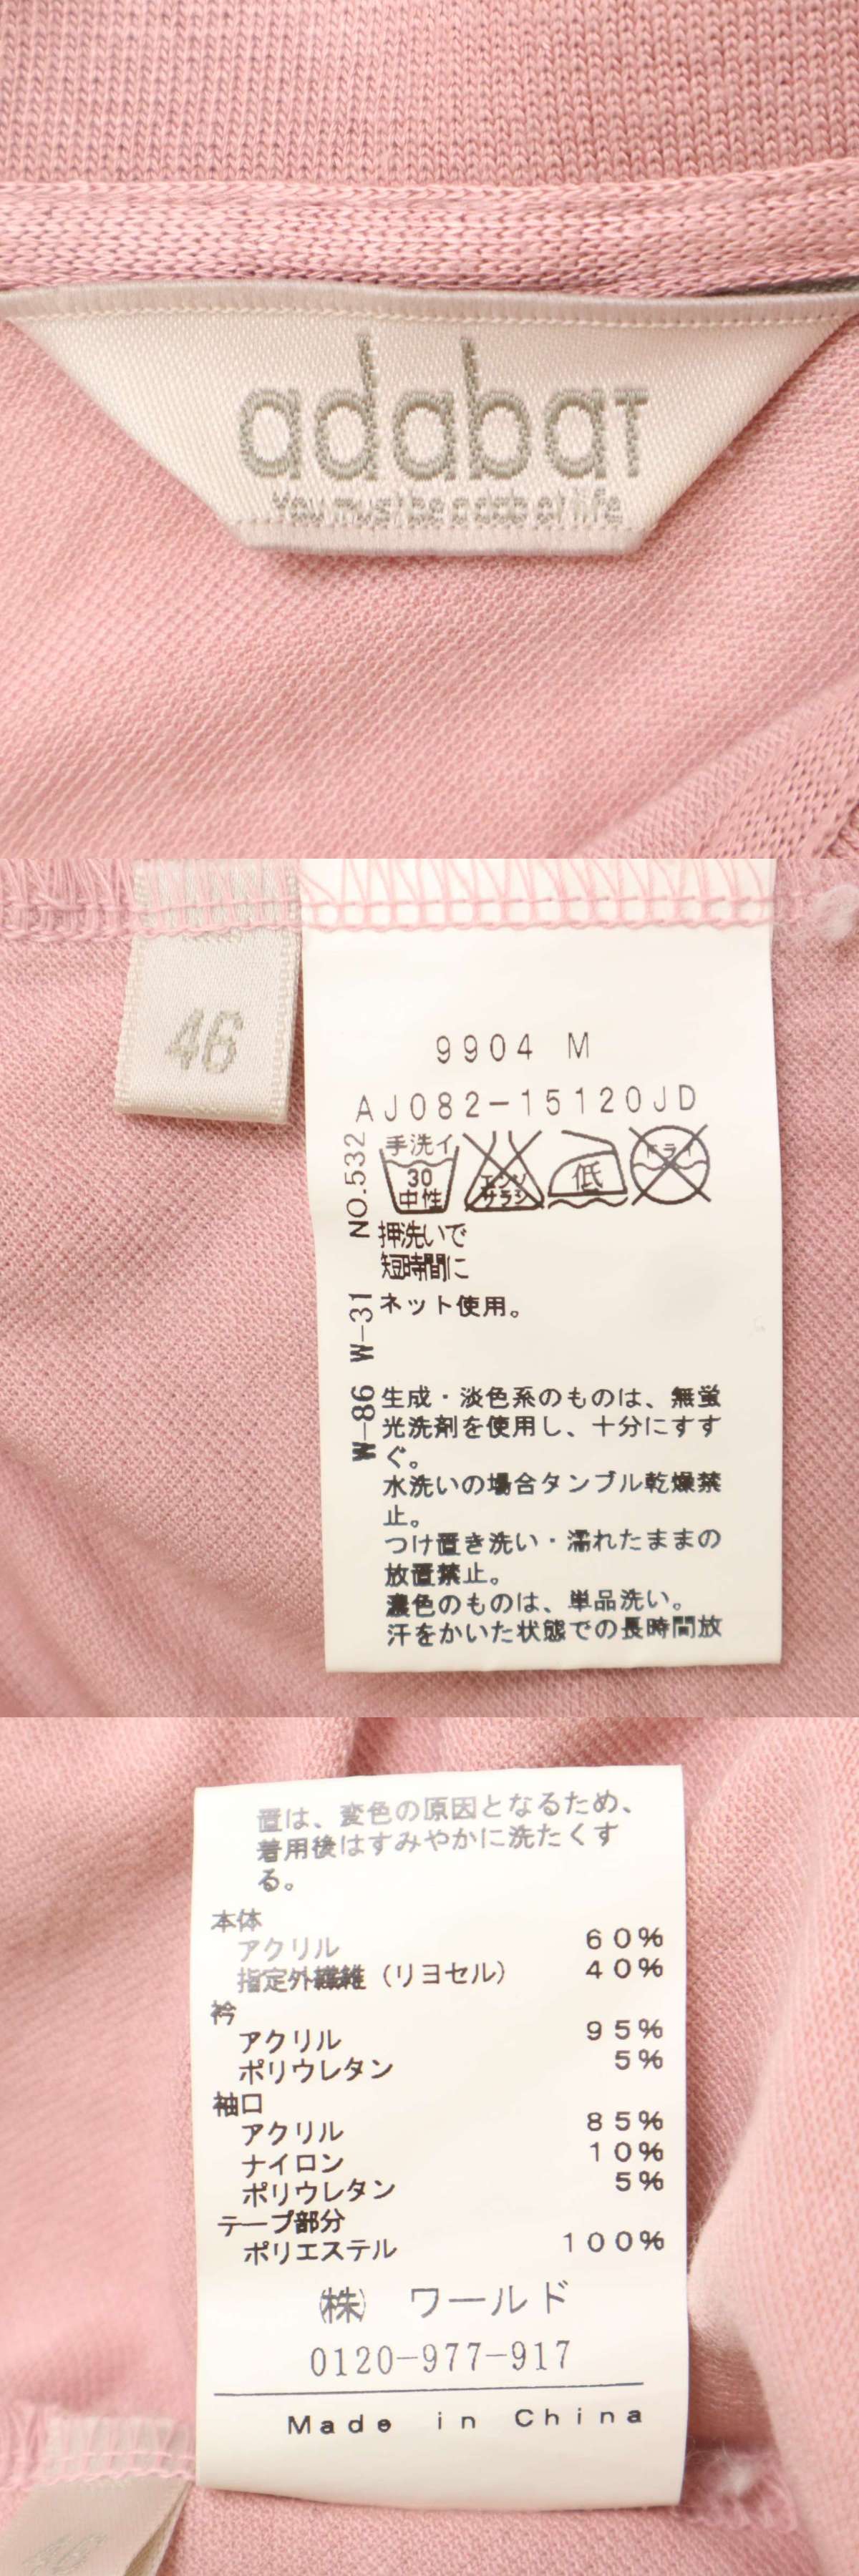 adabat
You must be a cap of life
46
9904 M
AJ082-15120JD
手洗イ
30
中性
エンソ
サラシ
低
ドライ
NO.532
押洗いで
短時間に
W-31
ネット使用。
W-86
生成・淡色系のものは、無蛍
光洗剤を使用し、十分にすす
ぐ。
水洗いの場合タンブル乾燥禁
止。
つけ置き洗い・濡れたままの
放置禁止。
濃色のものは、単品洗い。
汗をかいた状態での長時間放
置は、変色の原因となるため、
着用後はすみやかに洗たくす
る。
本体
アクリル 60%
指定外繊維（リヨセル） 40%
衿
アクリル 95%
ポリウレタン 5%
袖口
アクリル 85%
ナイロン 10%
ポリウレタン 5%
テープ部分
ポリエステル 100%
㈱ ワールド
0120-977-917
Made in China
46